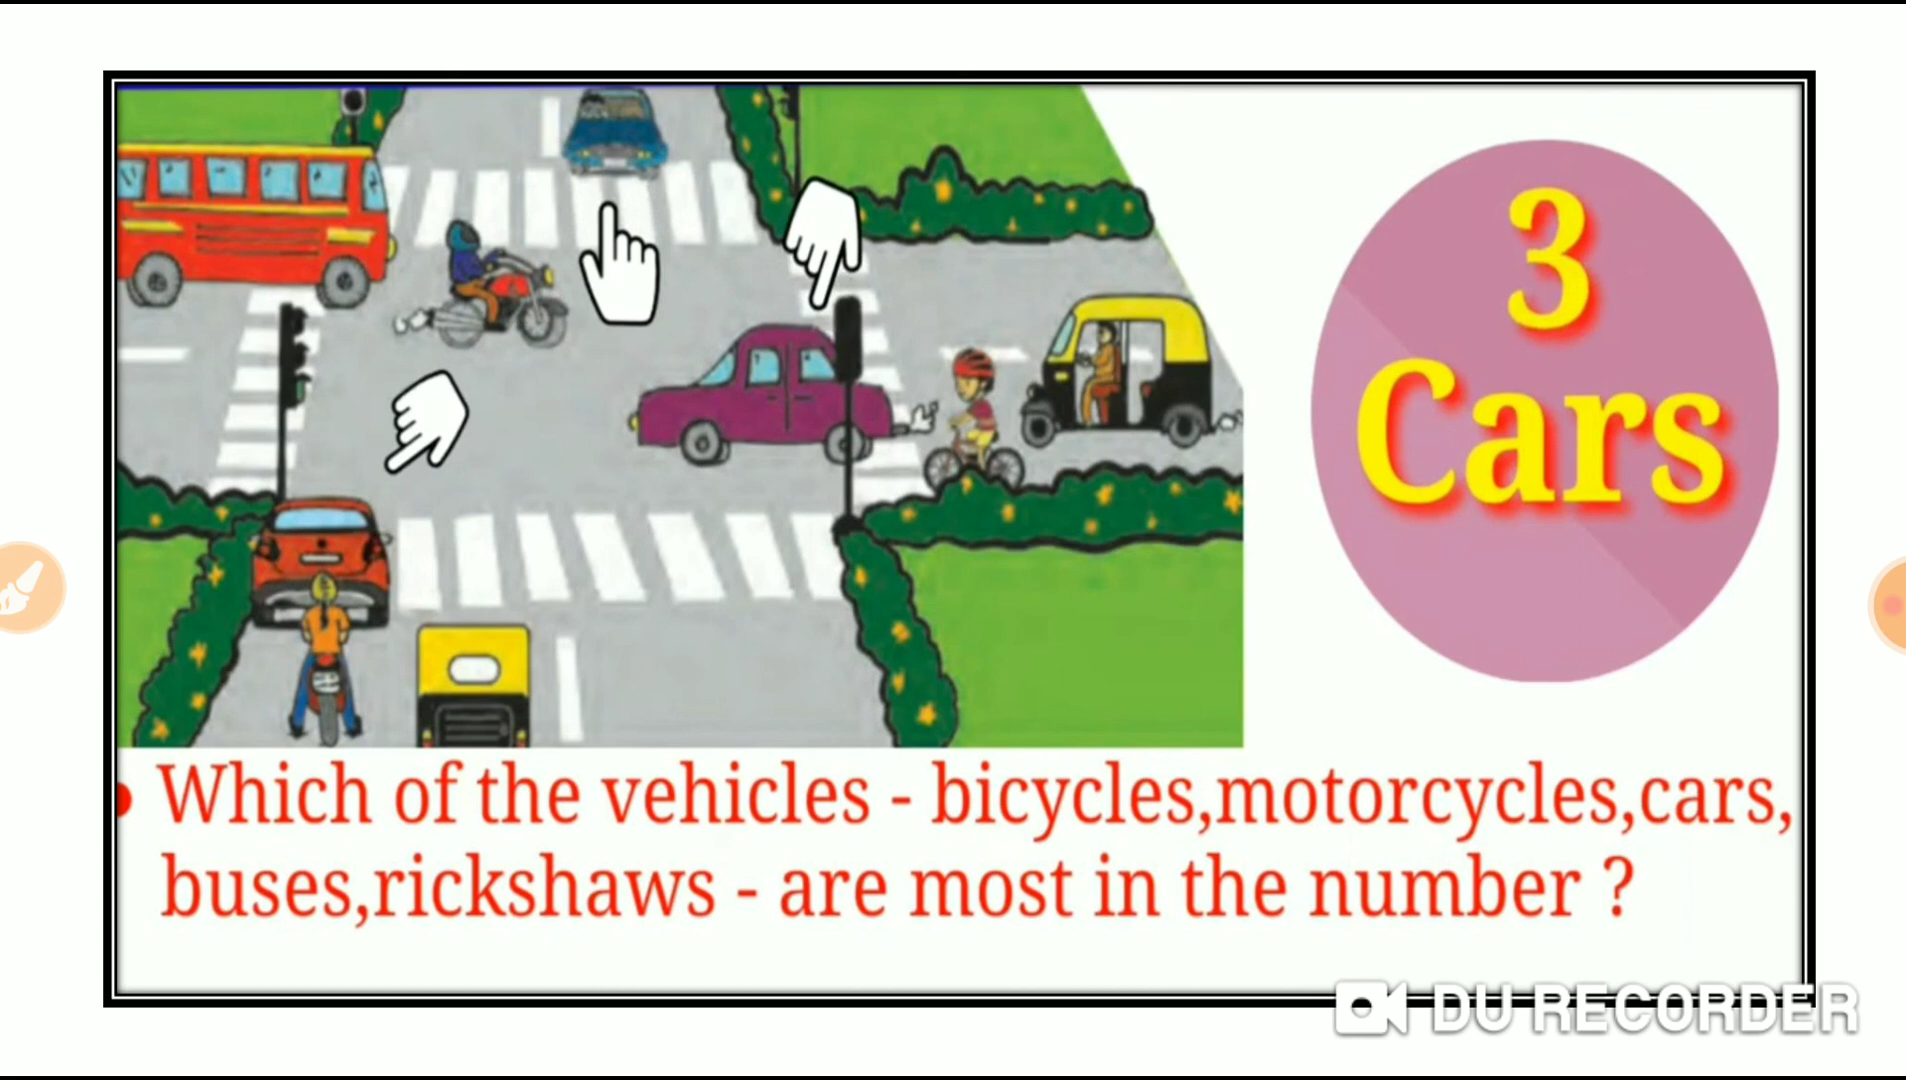 3
Cars
• Which of the vehicles - bicycles,motorcycles,cars,
buses,rickshaws - are most in the number ?
DU RECORDER